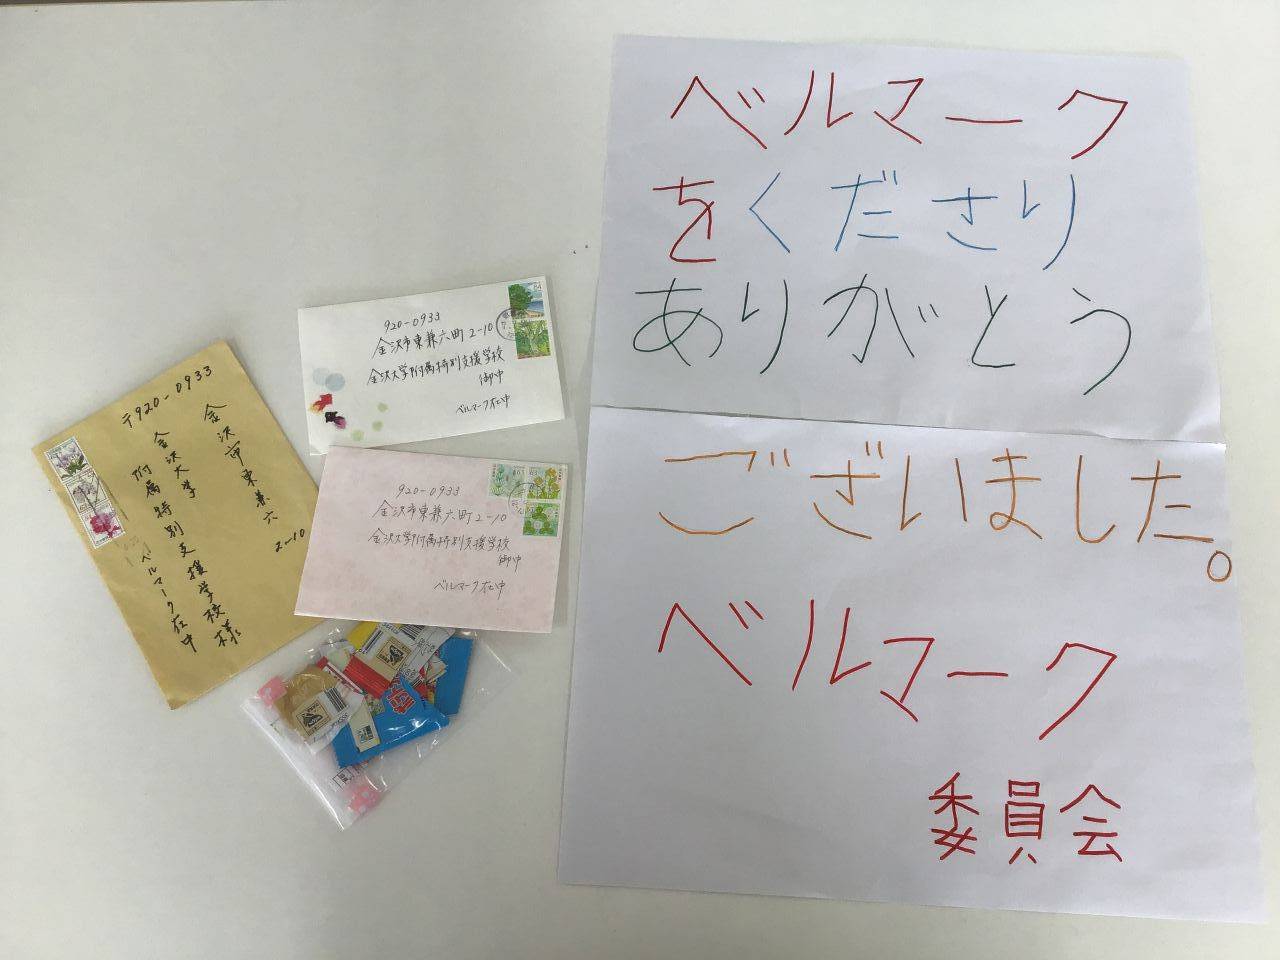 ベルマーク
をくださり
ありがとう
ございました。
ベルマーク
委員会
920-0933
金沢市東兼六町2-10
金沢大学附属特別支援学校
御中
ベルマーク在中
920-0933
金沢市東兼六町2-10
金沢大学附属特別支援学校
御中
ベルマーク在中
〒920-0933
金沢市東兼六
2-10
金沢大学
附属特別支援学校様
ベルマーク在中